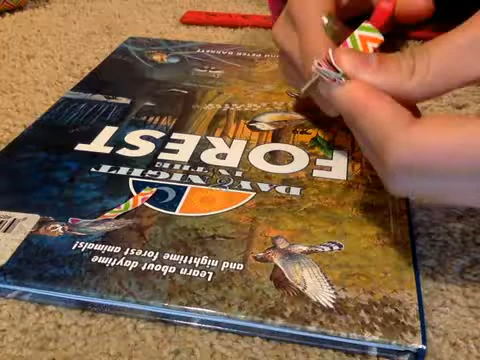 DAY & NIGHT
IN THE
FOREST
Learn about daytime
and nighttime forest animals!